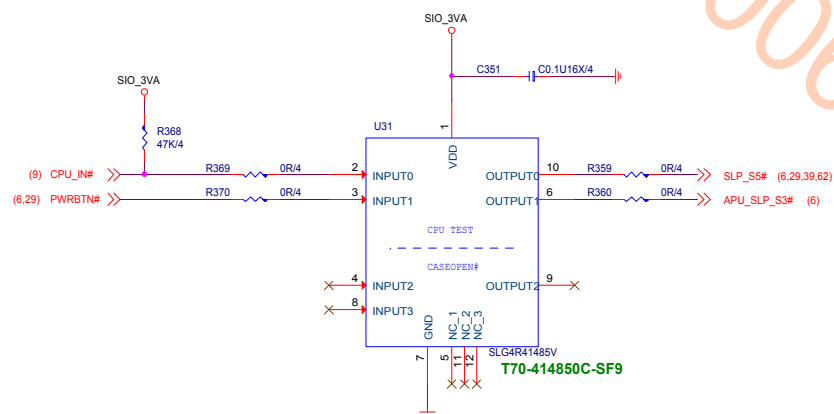 006
SIO_3VA
C351 C0.1U16X/4
SIO_3VA
R368
47K/4
U31
1
VDD
(9) CPU_IN# R369 0R/4 2 INPUT0 OUTPUT0 10 R359 0R/4 SLP_S5# (6,29,39,62)
(6,29) PWRBTN# R370 0R/4 3 INPUT1 OUTPUT1 6 R360 0R/4 APU_SLP_S3# (6)
CPU TEST
CASEOPEN#
4 INPUT2 OUTPUT2 9
8 INPUT3
GND NC_1 NC_2 NC_3
7 5 11 12
SLG4R41485V
T70-414850C-SF9